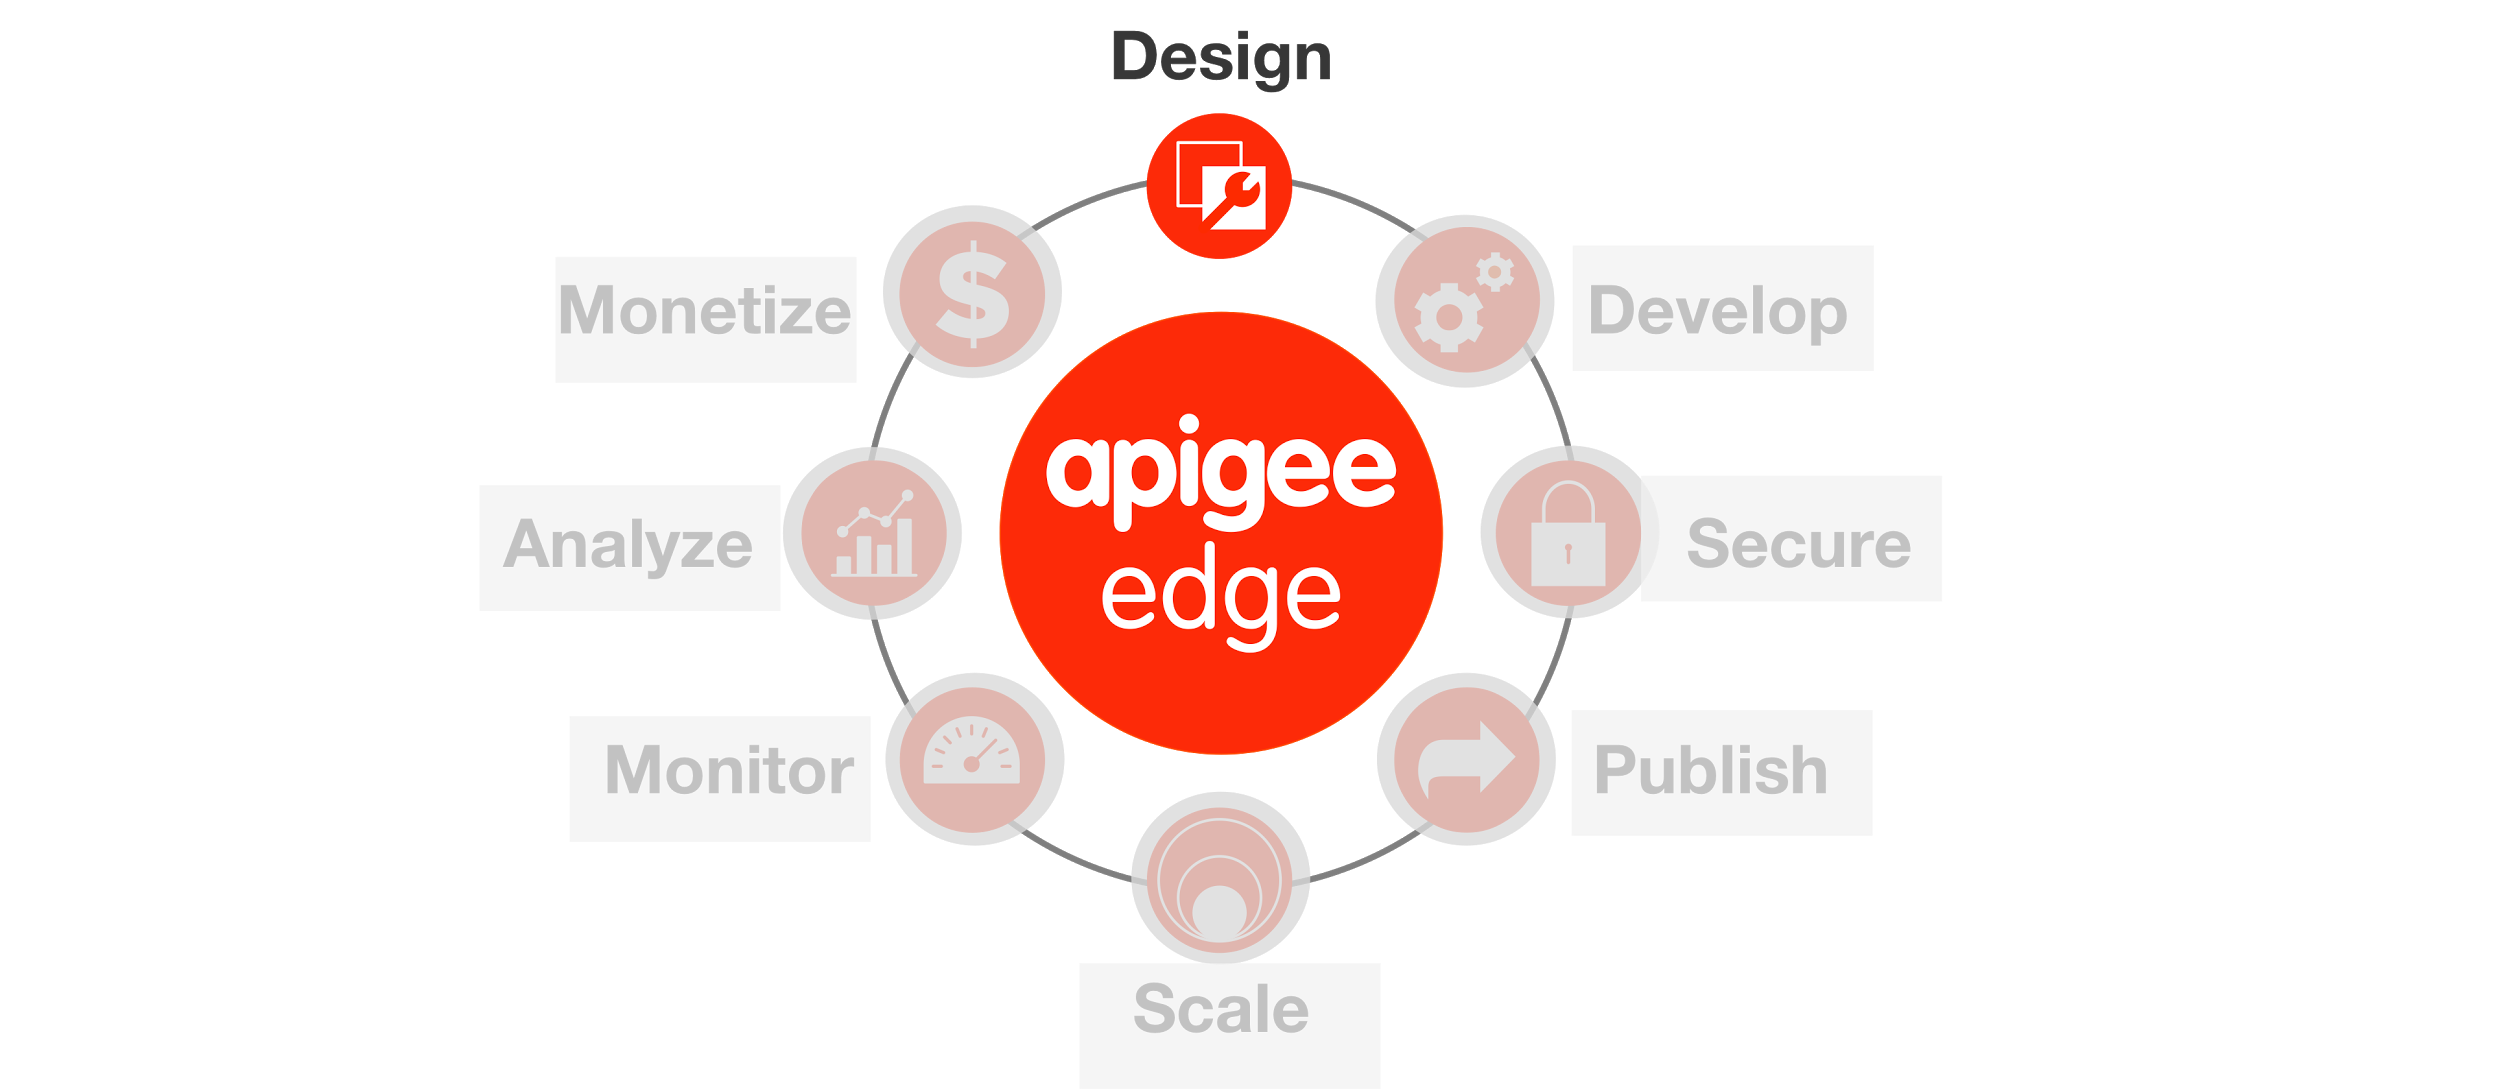 Design
Monetize
Develop
apigee
edge
Analyze
Secure
Monitor
Publish
Scale